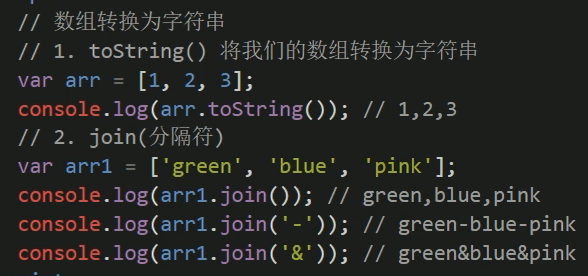 // 数组转换为字符串
// 1. toString() 将我们的数组转换为字符串
var arr = [1, 2, 3];
console.log(arr.toString()); // 1,2,3
// 2. join(分隔符)
var arr1 = ['green', 'blue', 'pink'];
console.log(arr1.join()); // green,blue,pink
console.log(arr1.join('-')); // green-blue-pink
console.log(arr1.join('&')); // green&blue&pink